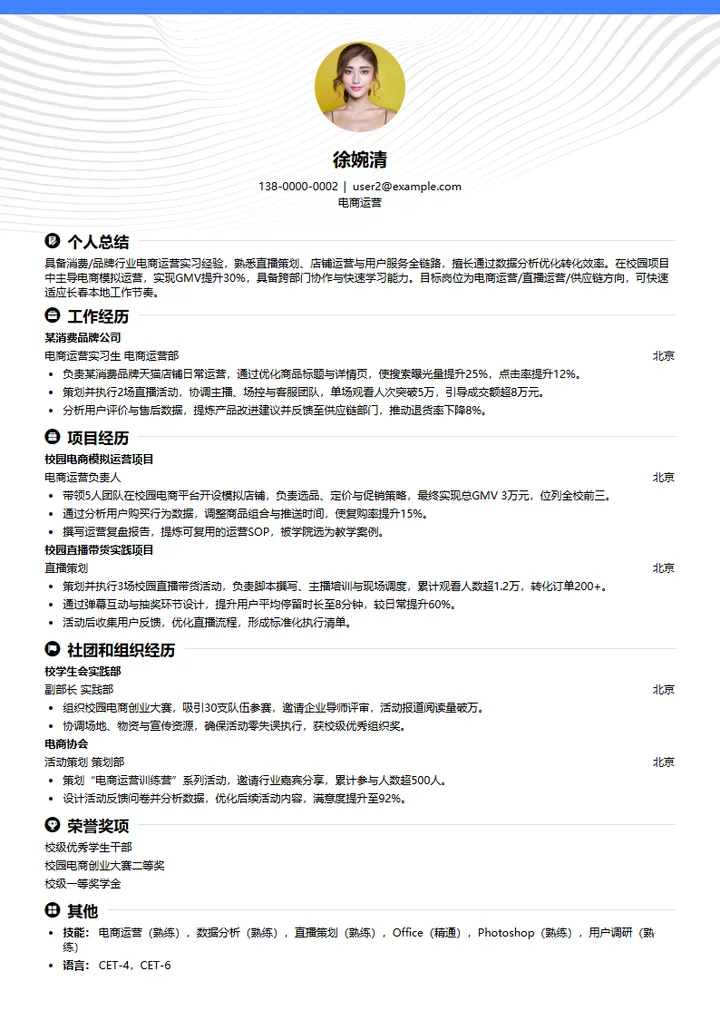 徐婉清
138-0000-0002 | user2@example.com
电商运营
个人总结
具备消费/品牌行业电商运营实习经验，熟悉直播策划、店铺运营与用户服务全链路，擅长通过数据分析优化转化效率。在校园项目
中主导电商模拟运营，实现GMV提升30%，具备跨部门协作与快速学习能力。目标岗位为电商运营/直播运营/供应链方向，可快速
适应长春本地工作节奏。
工作经历
某消费品牌公司
电商运营实习生 电商运营部 北京
• 负责某消费品牌天猫店铺日常运营，通过优化商品标题与详情页，使搜索曝光量提升25%，点击率提升12%。
• 策划并执行2场直播活动，协调主播、场控与客服团队，单场观看人次突破5万，引导成交额超8万元。
• 分析用户评价与售后数据，提炼产品改进建议并反馈至供应链部门，推动退货率下降8%。
项目经历
校园电商模拟运营项目
电商运营负责人 北京
• 带领5人团队在校园电商平台开设模拟店铺，负责选品、定价与促销策略，最终实现总GMV 3万元，位列全校前三。
• 通过分析用户购买行为数据，调整商品组合与推送时间，使复购率提升15%。
• 撰写运营复盘报告，提炼可复用的运营SOP，被学院选为教学案例。
校园直播带货实践项目
直播策划 北京
• 策划并执行3场校园直播带货活动，负责脚本撰写、主播培训与现场调度，累计观看人数超1.2万，转化订单200+。
• 通过弹幕互动与抽奖环节设计，提升用户平均停留时长至8分钟，较日常提升60%。
• 活动后收集用户反馈，优化直播流程，形成标准化执行清单。
社团和组织经历
校学生会实践部
副部长 实践部 北京
• 组织校园电商创业大赛，吸引30支队伍参赛，邀请企业导师评审，活动报道阅读量破万。
• 协调场地、物资与宣传资源，确保活动零失误执行，获校级优秀组织奖。
电商协会
活动策划 策划部 北京
• 策划“电商运营训练营”系列活动，邀请行业嘉宾分享，累计参与人数超500人。
• 设计活动反馈问卷并分析数据，优化后续活动内容，满意度提升至92%。
荣誉奖项
校级优秀学生干部
校园电商创业大赛二等奖
校级一等奖学金
其他
• 技能： 电商运营（熟练），数据分析（熟练），直播策划（熟练），Office（精通），Photoshop（熟练），用户调研（熟
练）
• 语言： CET-4，CET-6